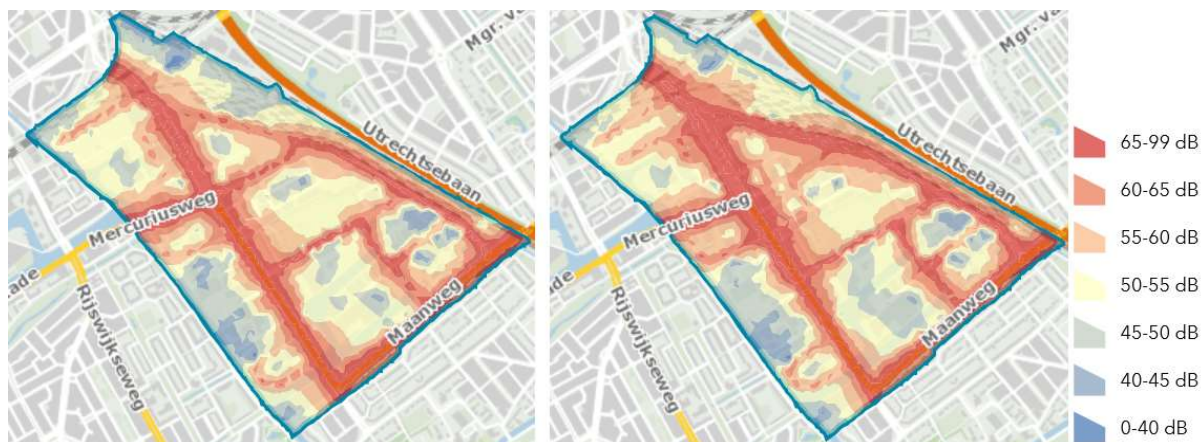 Mgr. va
Utrechtsebaan
Mercuriusweg
ade
Rijswijkseweg
Maanweg
Mgr. va
Utrechtsebaan
Mercuriusweg
ade
Rijswijkseweg
Maanweg
65-99 dB
60-65 dB
55-60 dB
50-55 dB
45-50 dB
40-45 dB
0-40 dB